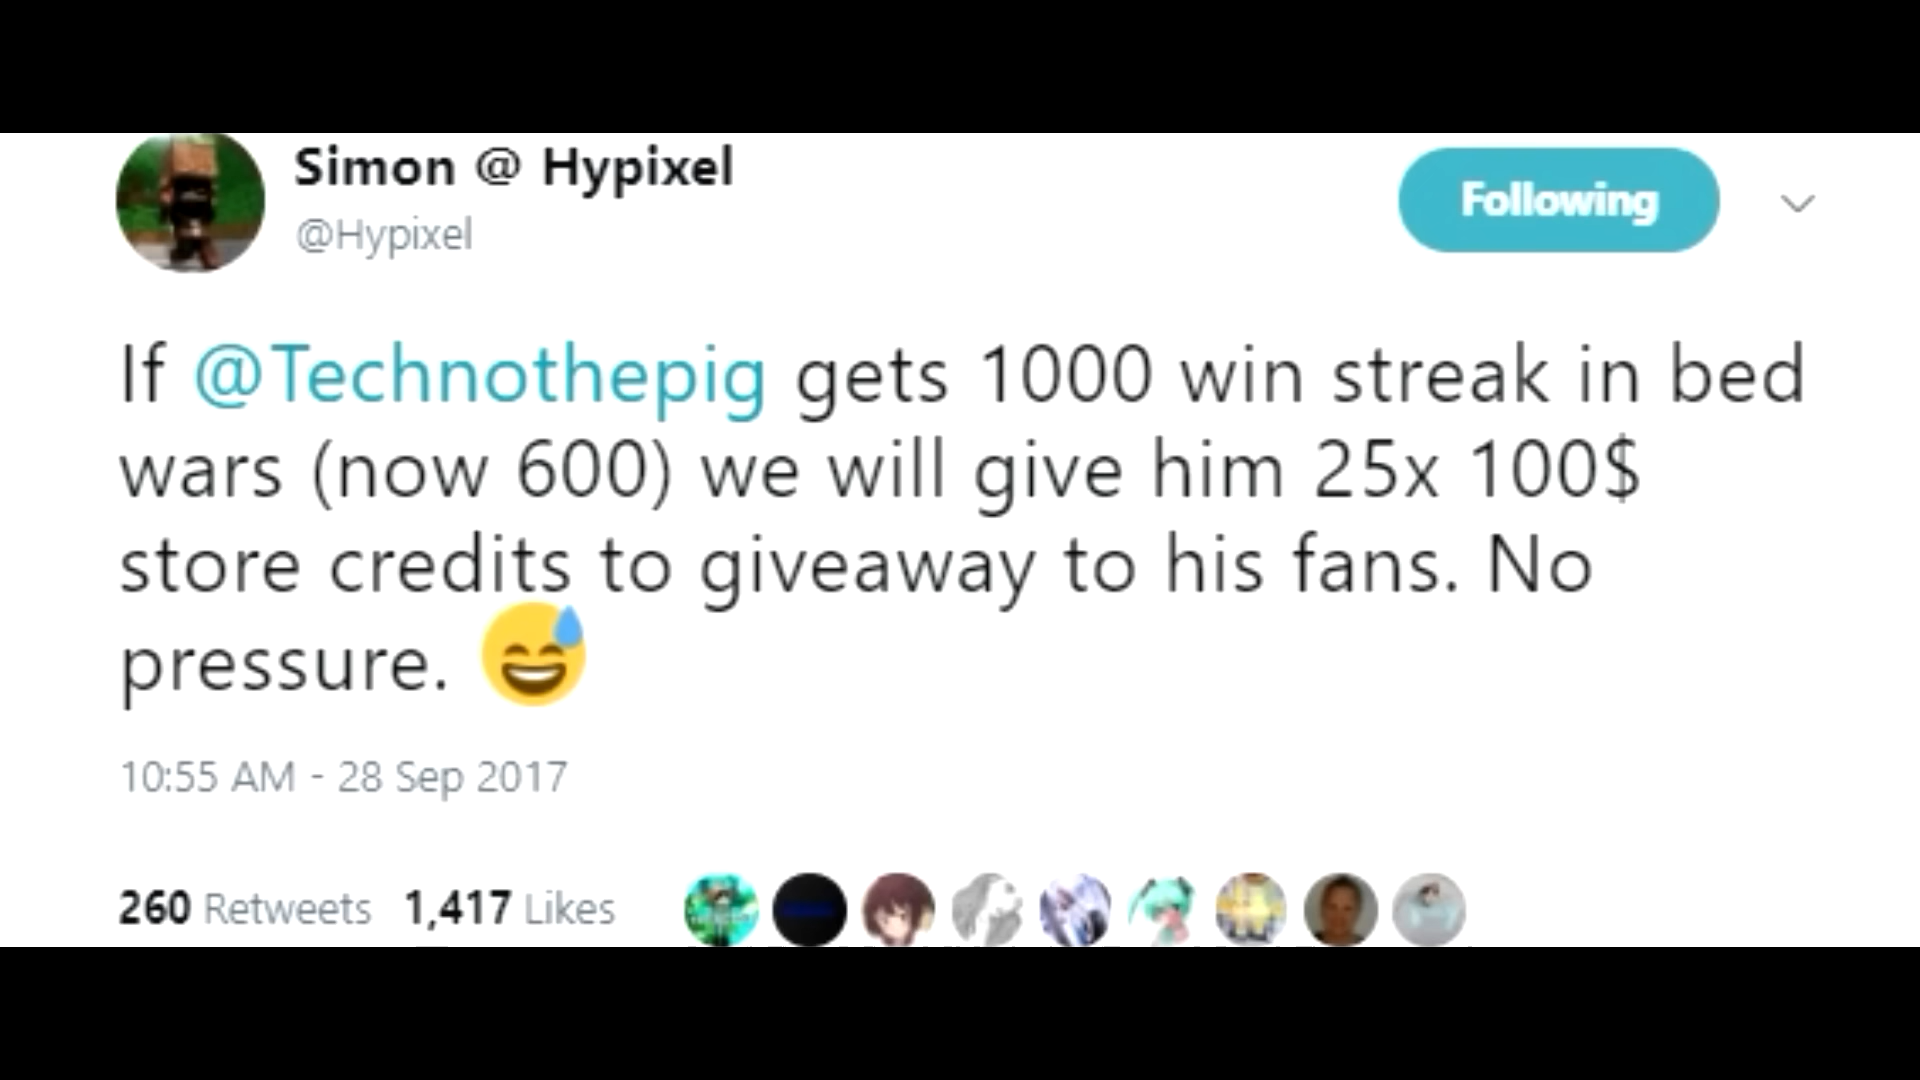 Simon @ Hypixel
@Hypixel
Following
If @Technothepig gets 1000 win streak in bed
wars (now 600) we will give him 25x 100$
store credits to giveaway to his fans. No
pressure. 😅
10:55 AM - 28 Sep 2017
260 Retweets 1,417 Likes